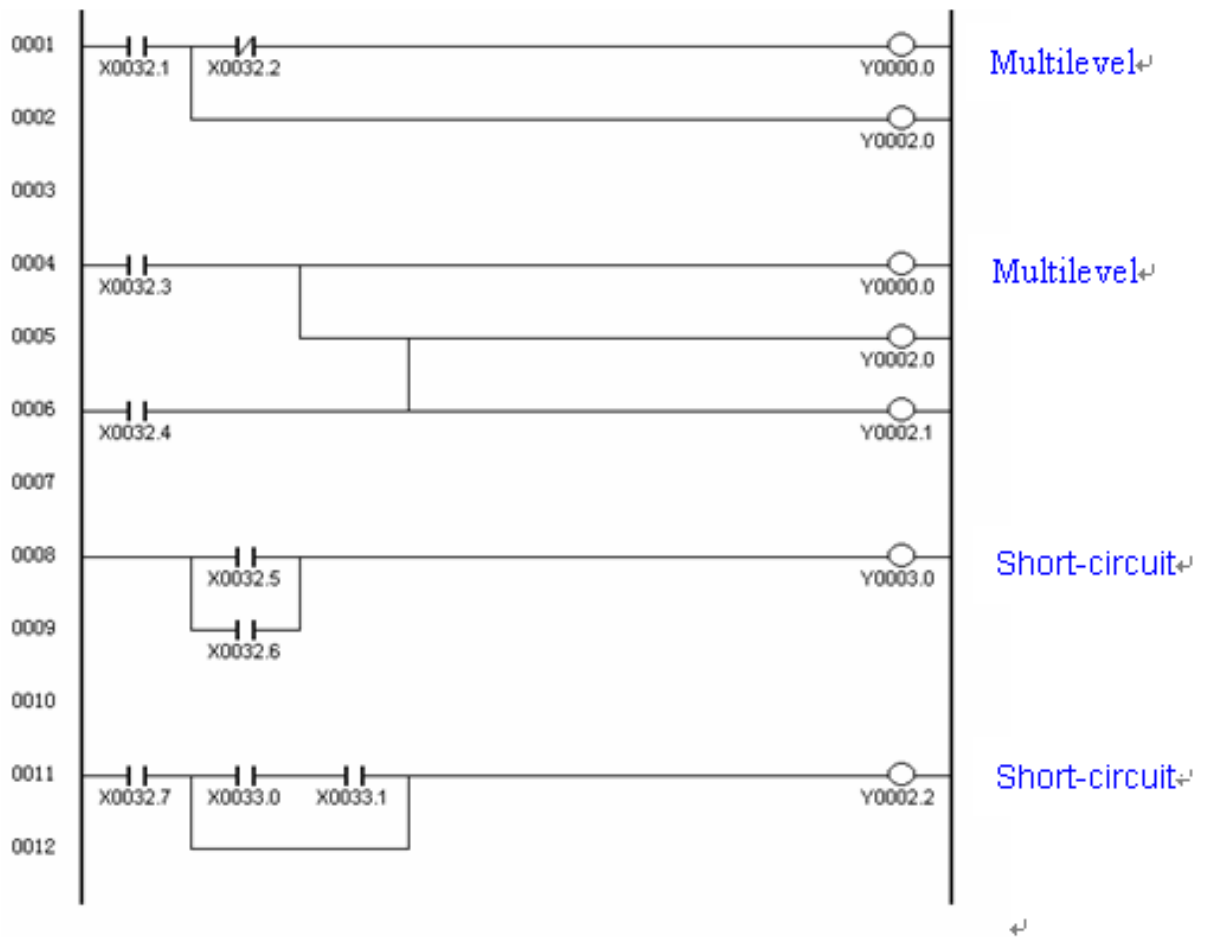 0001
X0032.1 X0032.2 Y0000.0 Multilevel↵
0002
Y0002.0
0003
0004
X0032.3 Y0000.0 Multilevel↵
0005
Y0002.0
0006
X0032.4 Y0002.1
0007
0008
X0032.5 Y0003.0 Short-circuit↵
0009
X0032.6
0010
0011
X0032.7 X0033.0 X0033.1 Y0002.2 Short-circuit↵
0012
↵